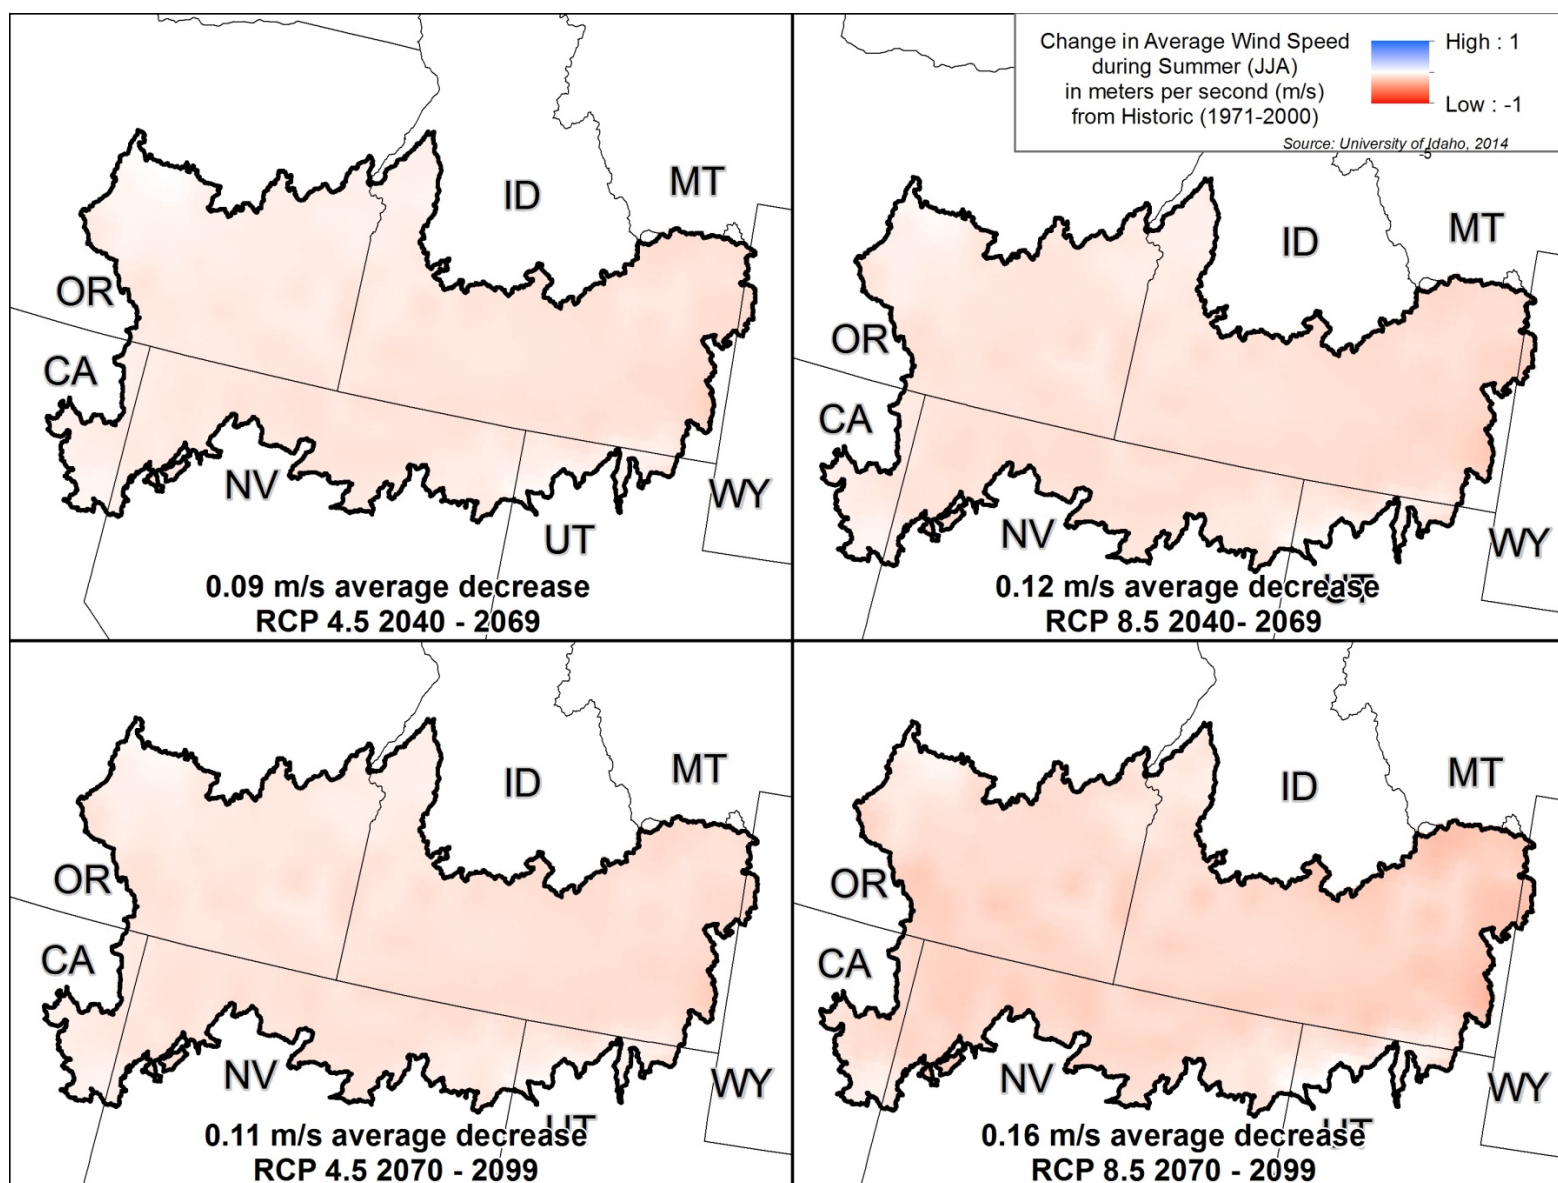 Change in Average Wind Speed
during Summer (JJA)
in meters per second (m/s)
from Historic (1971-2000)
High : 1
Low : -1
Source: University of Idaho, 2014
-5
ID
MT
OR
CA
NV
UT
WY
0.09 m/s average decrease
RCP 4.5 2040 - 2069
ID
MT
OR
CA
NV
UT
WY
0.12 m/s average decrease
RCP 8.5 2040- 2069
ID
MT
OR
CA
NV
UT
WY
0.11 m/s average decrease
RCP 4.5 2070 - 2099
ID
MT
OR
CA
NV
UT
WY
0.16 m/s average decrease
RCP 8.5 2070 - 2099